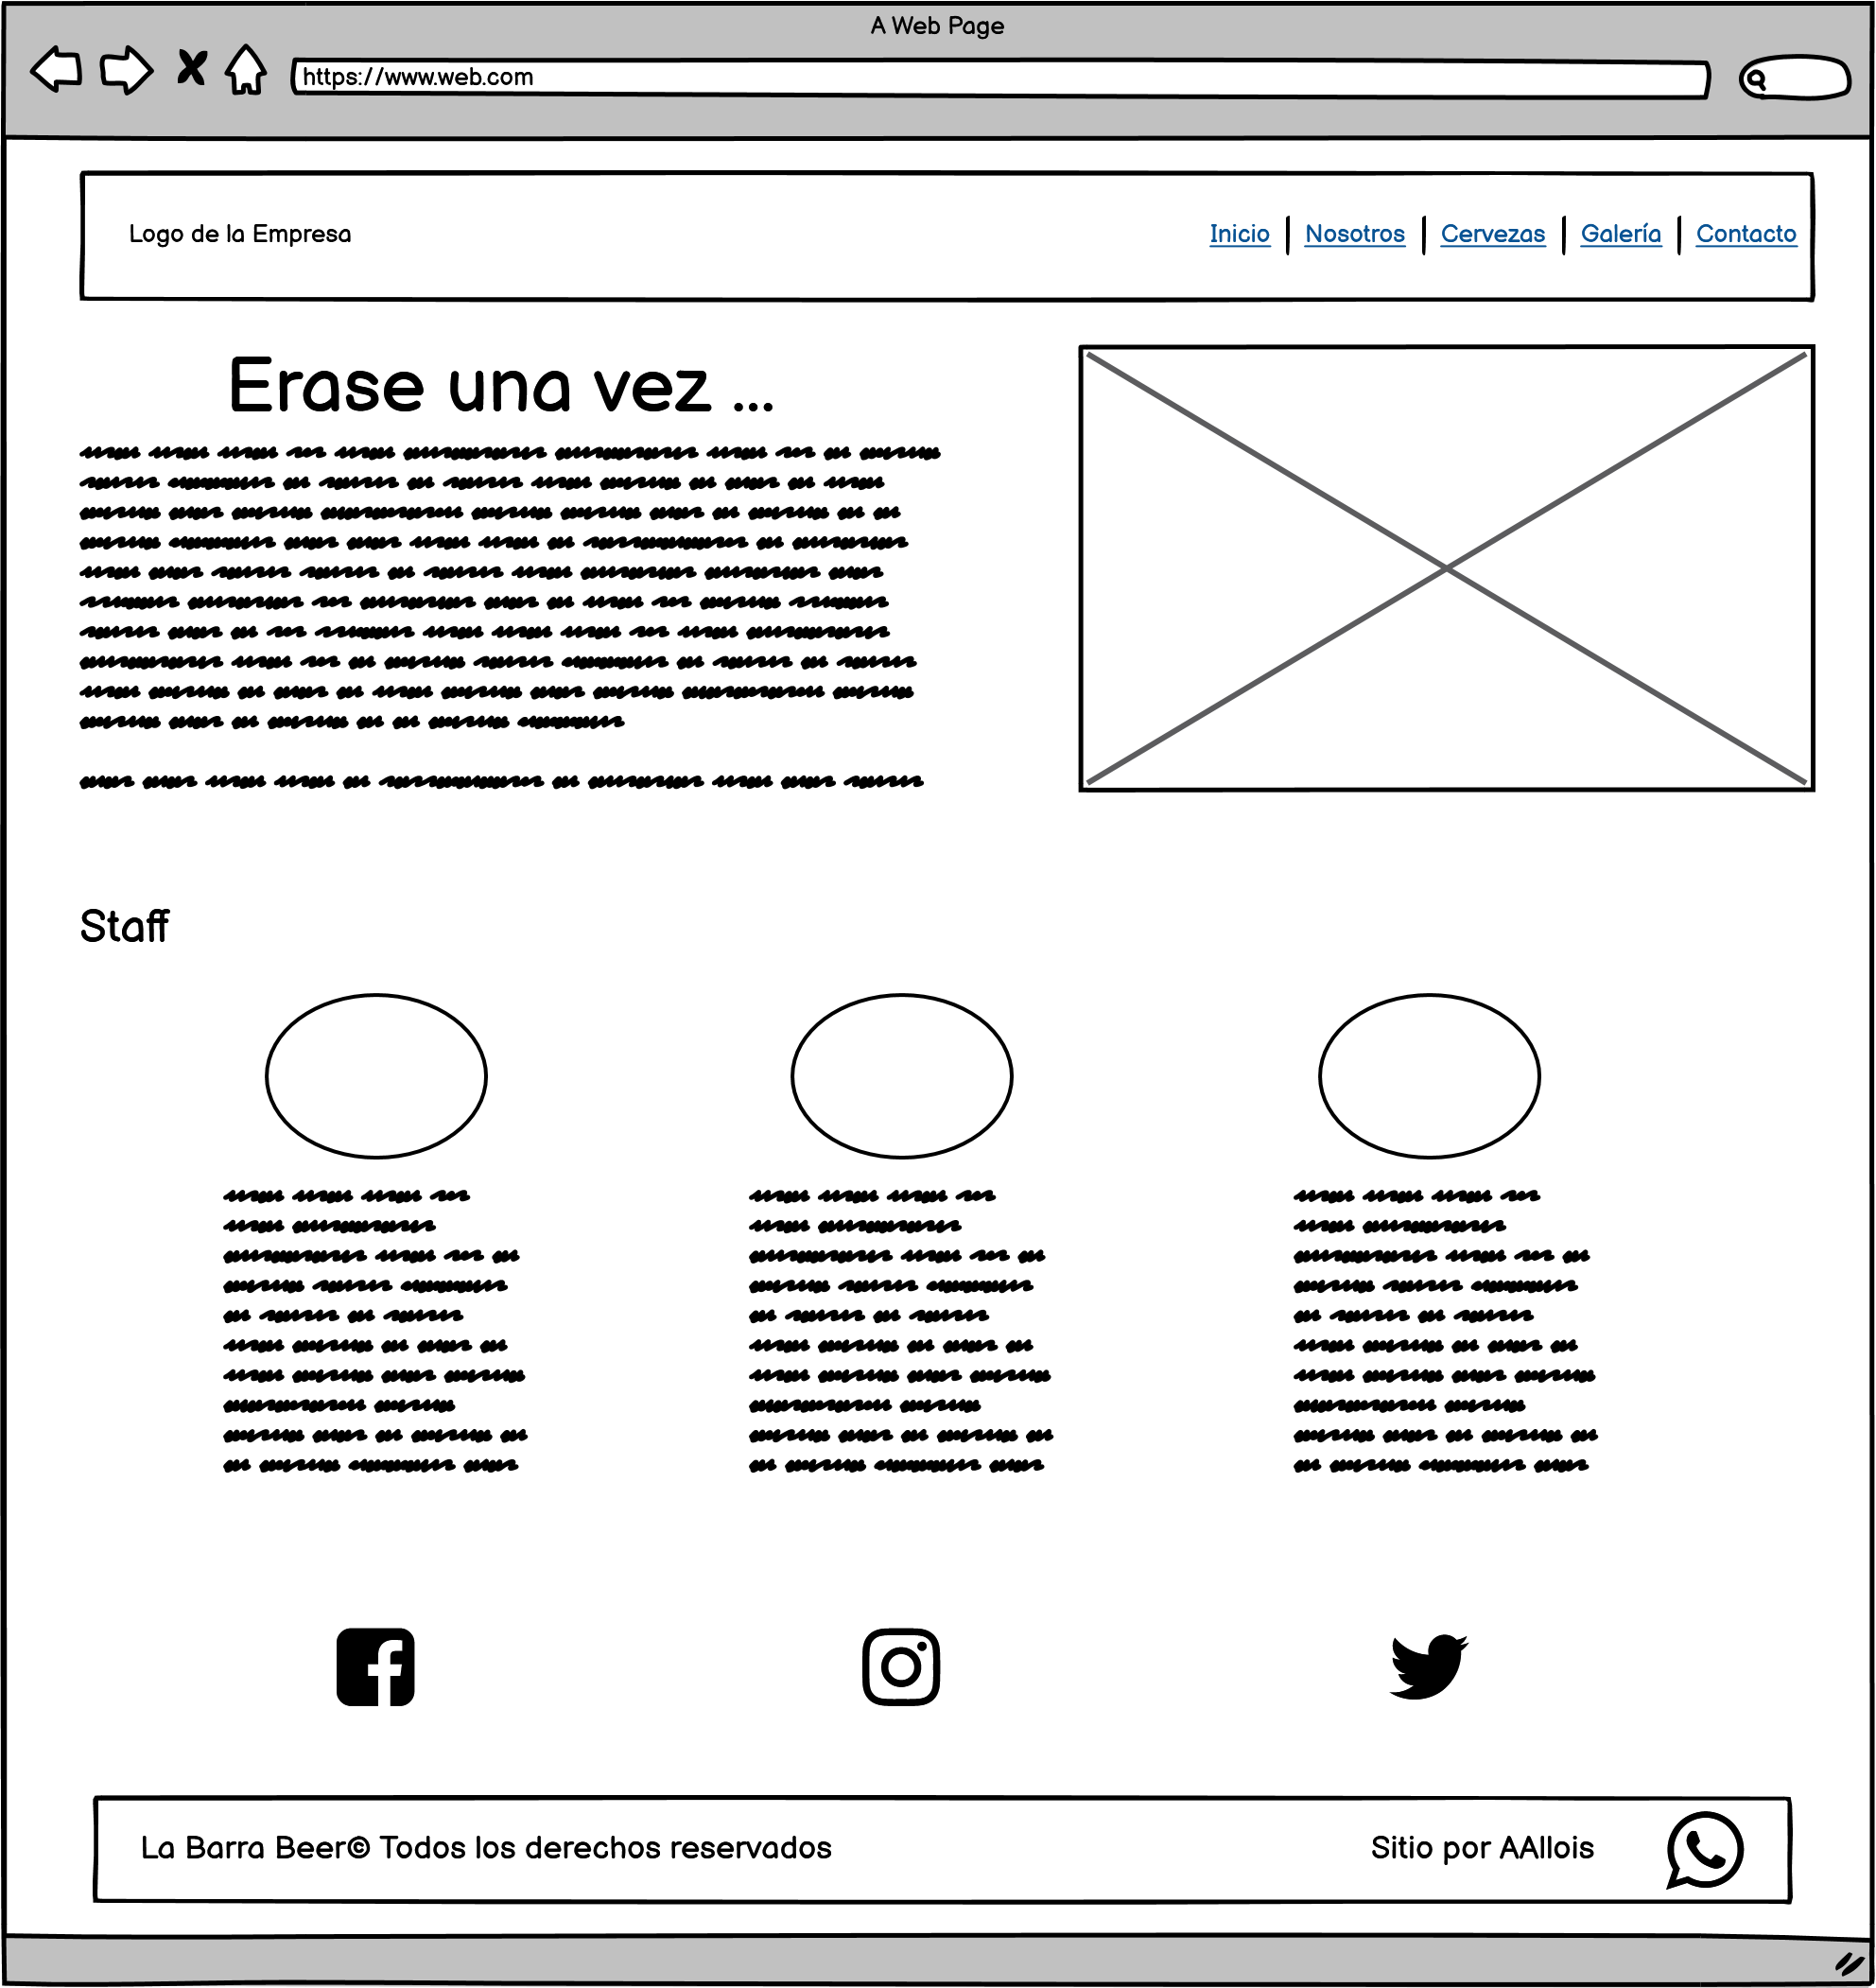 A Web Page
https://www.web.com
Logo de la Empresa
Inicio | Nosotros | Cervezas | Galería | Contacto
Erase una vez ...
Staff
La Barra Beer© Todos los derechos reservados
Sitio por AAllois